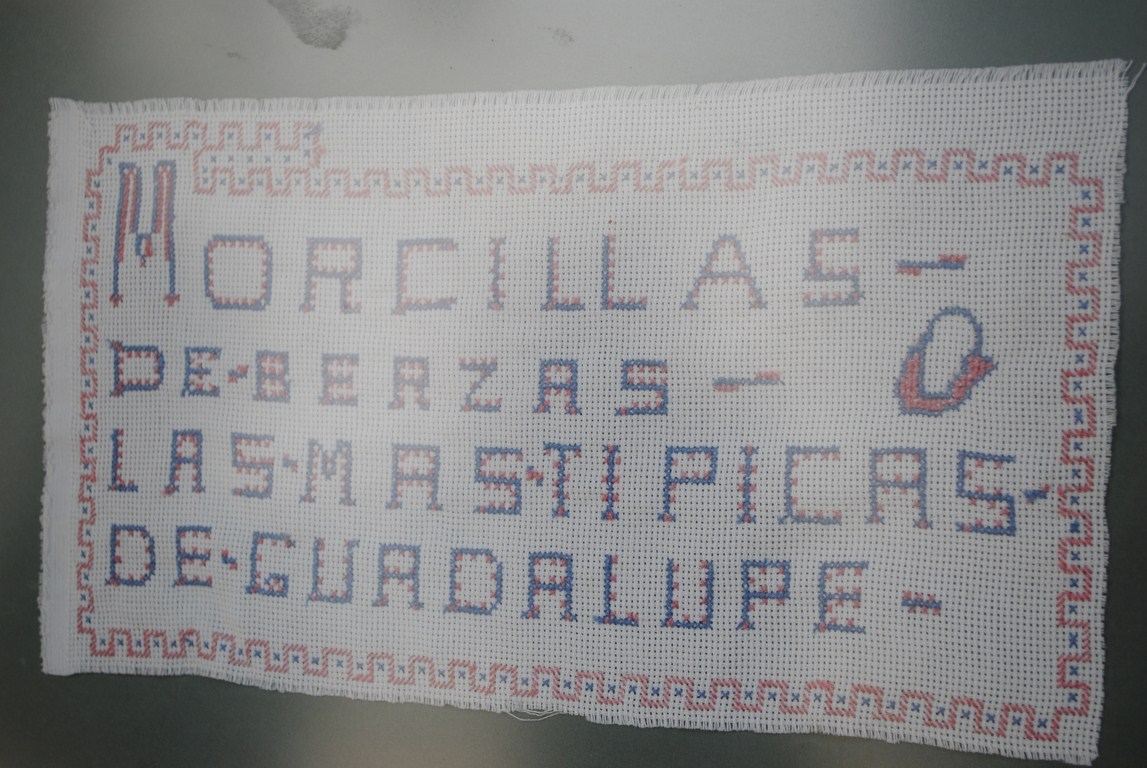 MORCILLAS-
DE·BERZAS-
LAS·MAS·TIPICAS·
DE·GUADALUPE-